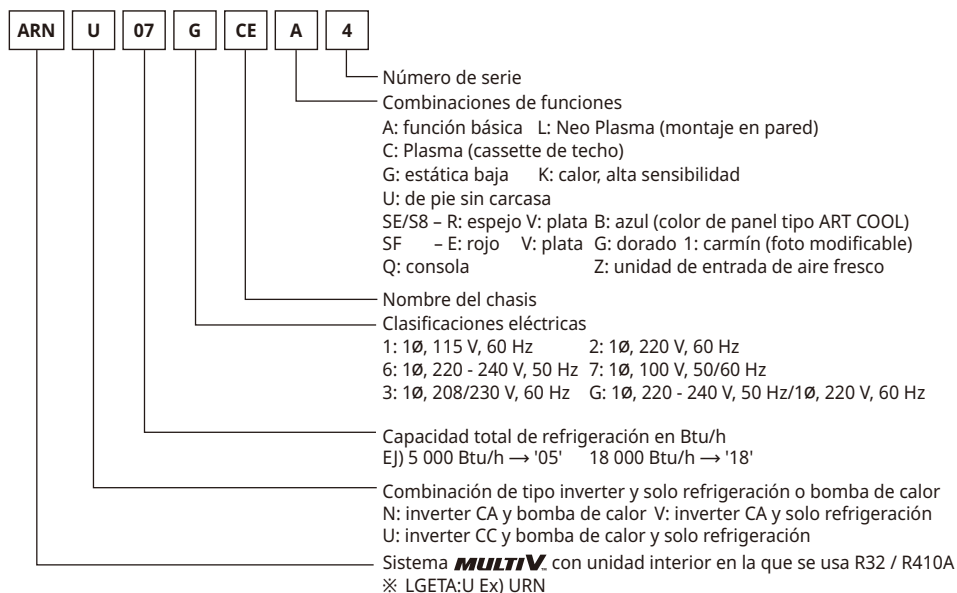 ARN U 07 G CE A 4
Número de serie
Combinaciones de funciones
A: función básica L: Neo Plasma (montaje en pared)
C: Plasma (cassette de techo)
G: estática baja K: calor, alta sensibilidad
U: de pie sin carcasa
SE/S8 – R: espejo V: plata B: azul (color de panel tipo ART COOL)
SF – E: rojo V: plata G: dorado 1: carmín (foto modificable)
Q: consola Z: unidad de entrada de aire fresco
Nombre del chasis
Clasificaciones eléctricas
1: 1Ø, 115 V, 60 Hz 2: 1Ø, 220 V, 60 Hz
6: 1Ø, 220 - 240 V, 50 Hz 7: 1Ø, 100 V, 50/60 Hz
3: 1Ø, 208/230 V, 60 Hz G: 1Ø, 220 - 240 V, 50 Hz/1Ø, 220 V, 60 Hz
Capacidad total de refrigeración en Btu/h
EJ) 5 000 Btu/h → '05' 18 000 Btu/h → '18'
Combinación de tipo inverter y solo refrigeración o bomba de calor
N: inverter CA y bomba de calor V: inverter CA y solo refrigeración
U: inverter CC y bomba de calor y solo refrigeración
Sistema MULTI V. con unidad interior en la que se usa R32 / R410A
※ LGETA:U Ex) URN